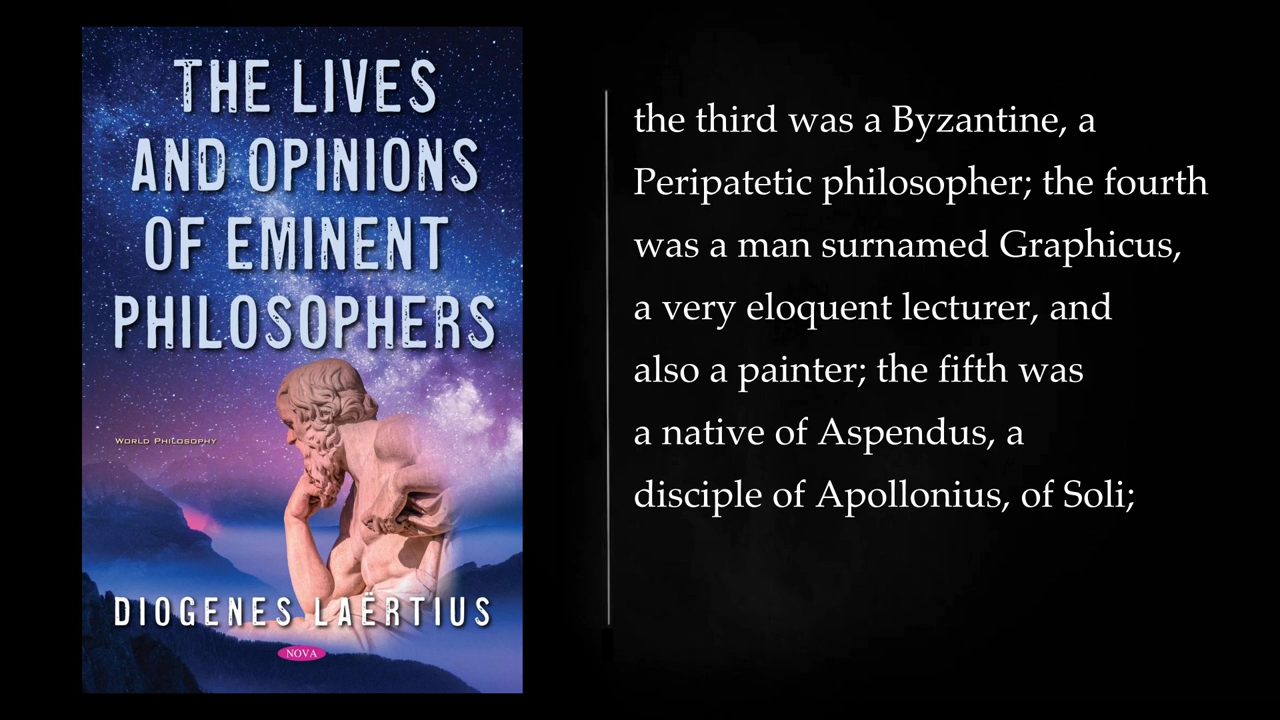 THE LIVES
AND OPINIONS
OF EMINENT
PHILOSOPHERS
WORLD PHILOSOPHY
DIOGENES LAËRTIUS
NOVA
the third was a Byzantine, a
Peripatetic philosopher; the fourth
was a man surnamed Graphicus,
a very eloquent lecturer, and
also a painter; the fifth was
a native of Aspendus, a
disciple of Apollonius, of Soli;